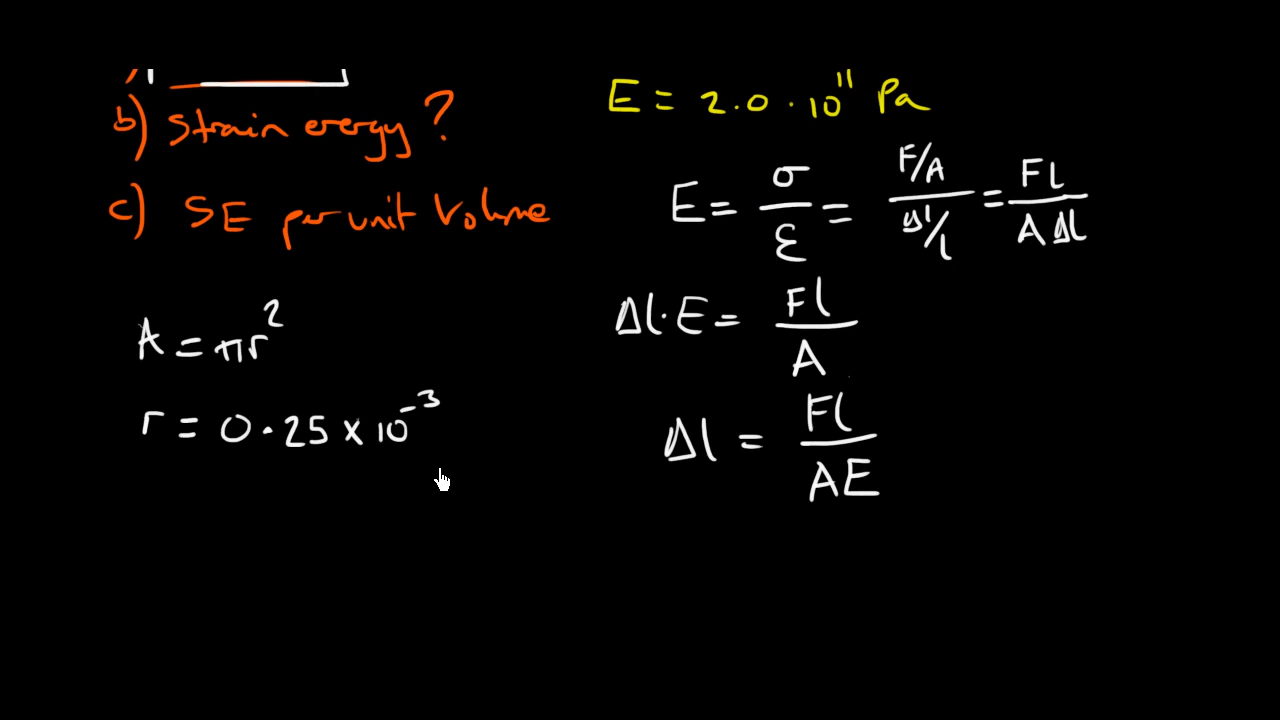 b) Strain energy?
c) SE per unit Volume
A = πr²
r = 0.25 × 10⁻³
E = 2.0 · 10¹¹ Pa
E = σ/ε = (F/A)/(Δl/l) = Fl/AΔl
Δl·E = Fl/A
Δl = Fl/AE